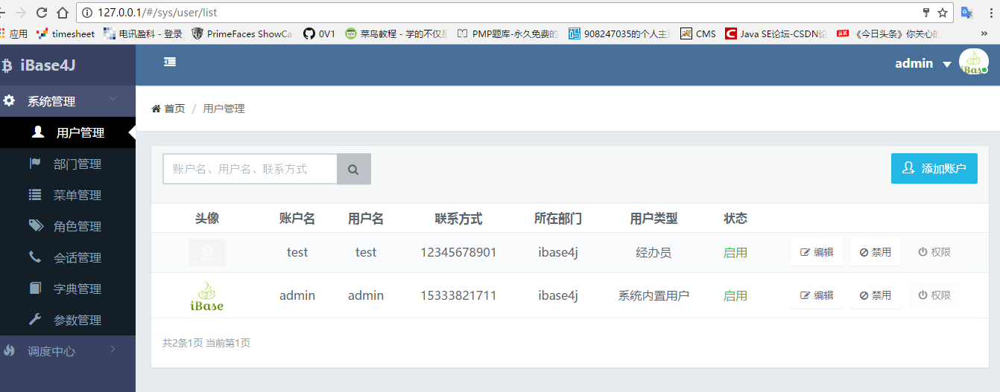 127.0.0.1/#/sys/user/list
应用 timesheet 电讯盈科 - 登录 PrimeFaces ShowCa 0V1 菜鸟教程 - 学的不仅 PMP题库-永久免费的 908247035的个人主 CMS Java SE论坛-CSDN论 《今日头条》你关心的 »
iBase4J
admin
iBase
系统管理
首页 / 用户管理
用户管理
部门管理
菜单管理
角色管理
会话管理
字典管理
参数管理
调度中心
账户名、用户名、联系方式
添加账户
头像 账户名 用户名 联系方式 所在部门 用户类型 状态
test test 12345678901 ibase4j 经办员 启用 编辑 禁用 权限
iBase admin admin 15333821711 ibase4j 系统内置用户 启用 编辑 禁用 权限
共2条1页 当前第1页